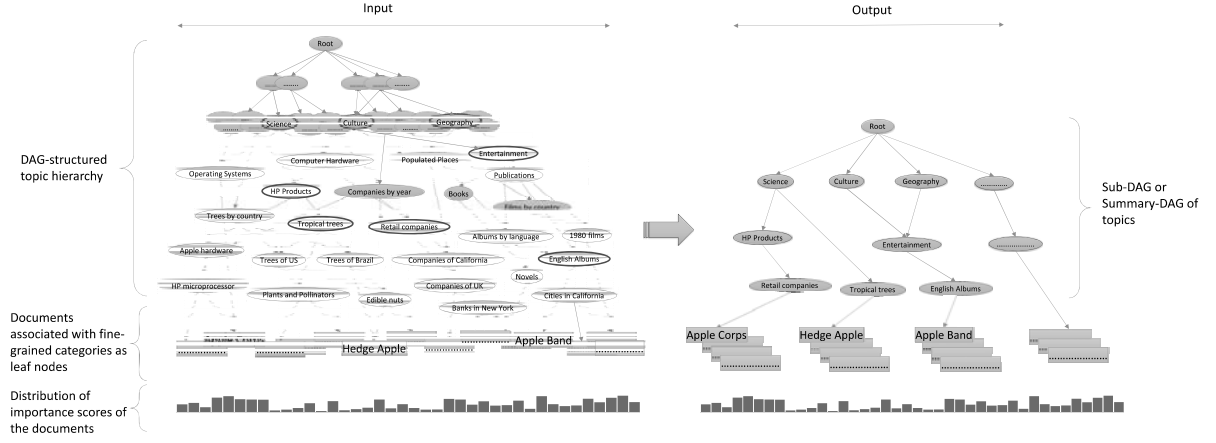 Input
Output
Root
Science
Culture
Geography
DAG-structured
topic hierarchy
Computer Hardware
Populated Places
Entertainment
Operating Systems
Publications
HP Products
Companies by year
Books
Films by country
Trees by country
Tropical trees
Retail companies
Albums by language
1980 films
Apple hardware
Trees of US
Trees of Brazil
Companies of California
English Albums
Novels
HP microprocessor
Plants and Pollinators
Edible nuts
Companies of UK
Banks in New York
Cities in California
Documents
associated with fine-
grained categories as
leaf nodes
Hedge Apple
Apple Band
Distribution of
importance scores of
the documents
Root
Science
Culture
Geography
HP Products
Entertainment
Retail companies
Tropical trees
English Albums
Apple Corps
Hedge Apple
Apple Band
Sub-DAG or
Summary-DAG of
topics